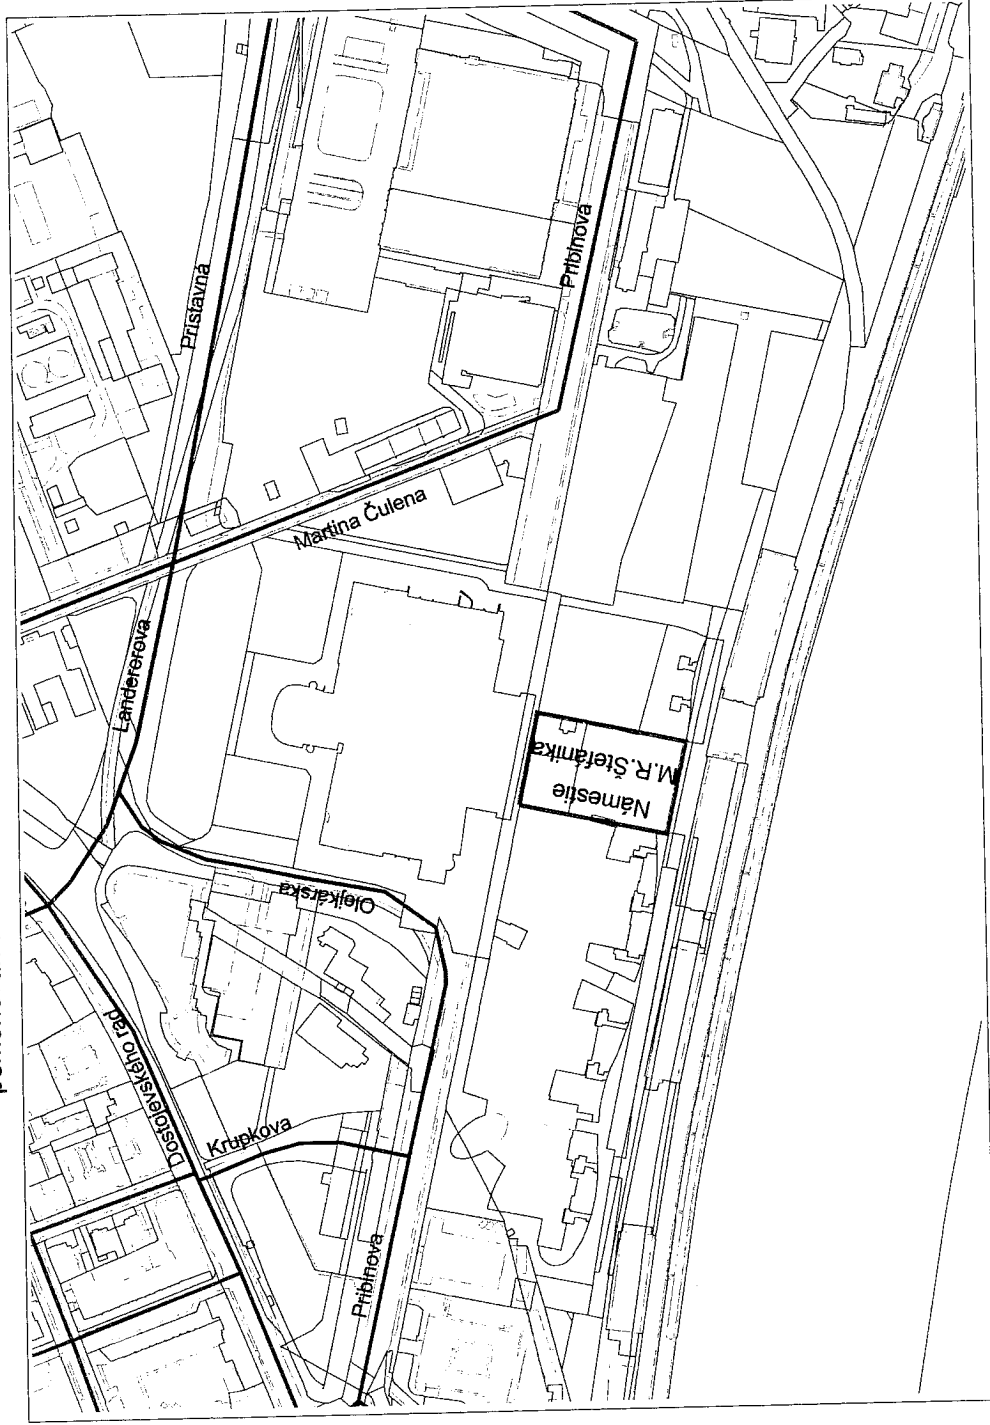 Prístavná
Pribinova
Martina Čulena
Landererova
Námestie
M.R.Štefánika
Olejkárska
Dostojevského rad
Krupkova
Pribinova